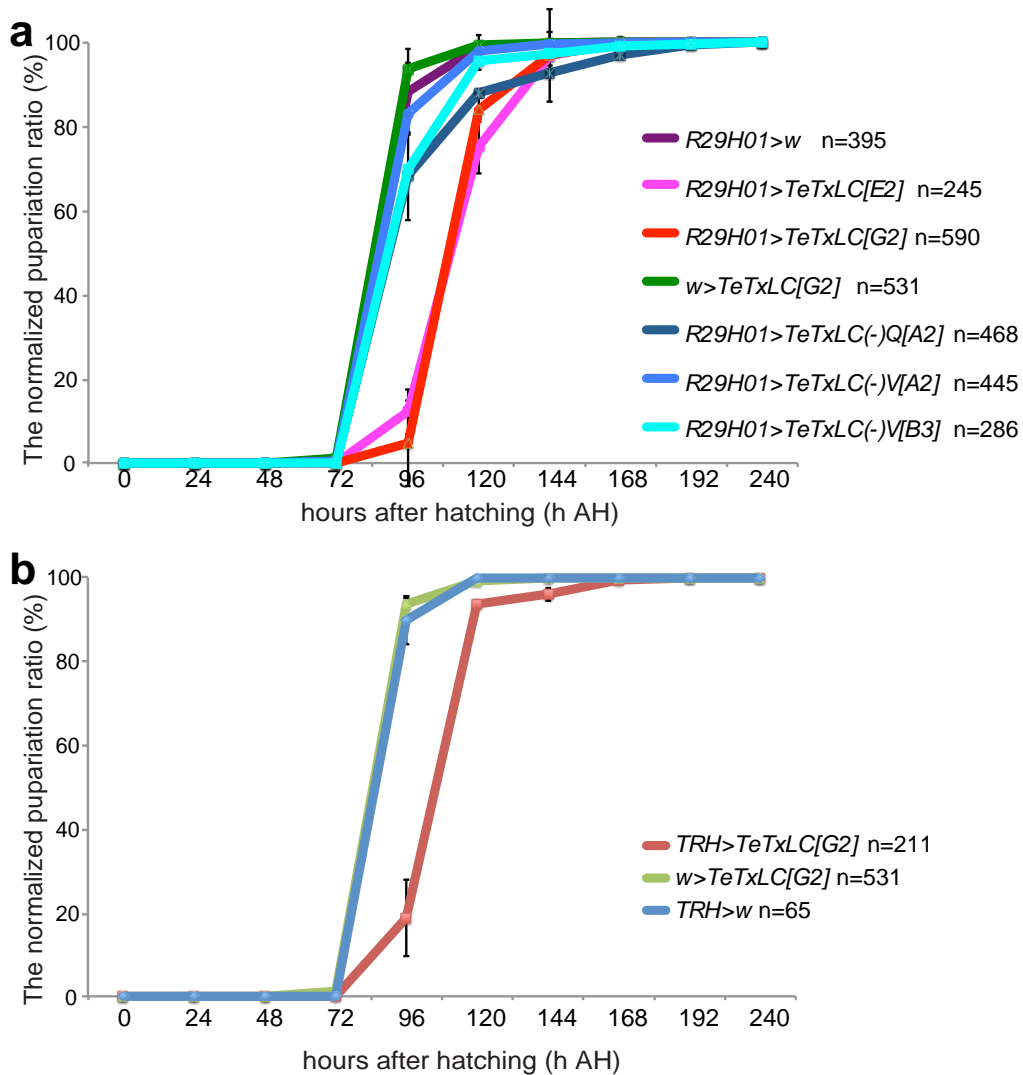 a
The normalized pupariation ratio (%)
100
80
60
40
20
0
0 24 48 72 96 120 144 168 192 240
hours after hatching (h AH)
R29H01>w n=395
R29H01>TeTxLC[E2] n=245
R29H01>TeTxLC[G2] n=590
w>TeTxLC[G2] n=531
R29H01>TeTxLC(-)Q[A2] n=468
R29H01>TeTxLC(-)V[A2] n=445
R29H01>TeTxLC(-)V[B3] n=286
b
The normalized pupariation ratio (%)
100
80
60
40
20
0
0 24 48 72 96 120 144 168 192 240
hours after hatching (h AH)
TRH>TeTxLC[G2] n=211
w>TeTxLC[G2] n=531
TRH>w n=65